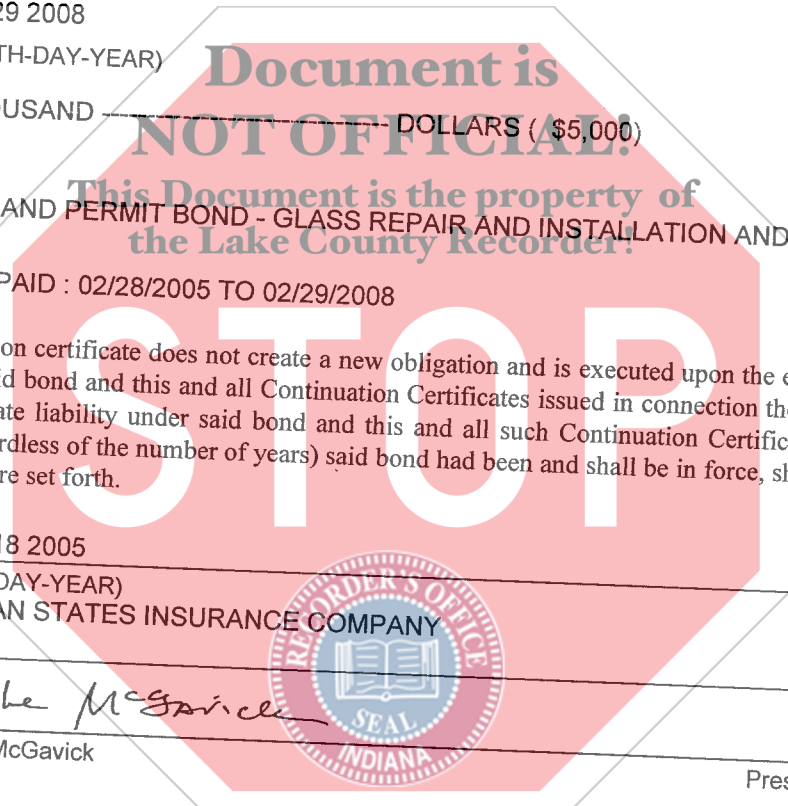 29 2008
TH-DAY-YEAR)
Document is
OUSAND ------------------------------ DOLLARS ( $5,000)
NOT OFFICIAL!
This Document is the property of
AND PERMIT BOND - GLASS REPAIR AND INSTALLATION AND
the Lake County Recorder!
PAID : 02/28/2005 TO 02/29/2008
STOP
on certificate does not create a new obligation and is executed upon the e
id bond and this and all Continuation Certificates issued in connection the
ate liability under said bond and this and all such Continuation Certific
rdless of the number of years) said bond had been and shall be in force, sh
re set forth.
18 2005
DAY-YEAR)
AN STATES INSURANCE COMPANY
RECORDER'S OFFICE
SEAL
INDIANA
McGavick
McGavick
Pres